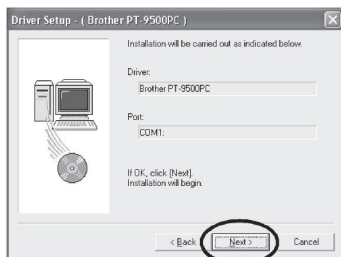 Driver Setup - ( Brother PT-9500PC )
Installation will be carried out as indicated below.
Driver:
Brother PT-9500PC
Port:
COM1:
If OK, click [Next].
Installation will begin.
< Back
Next >
Cancel